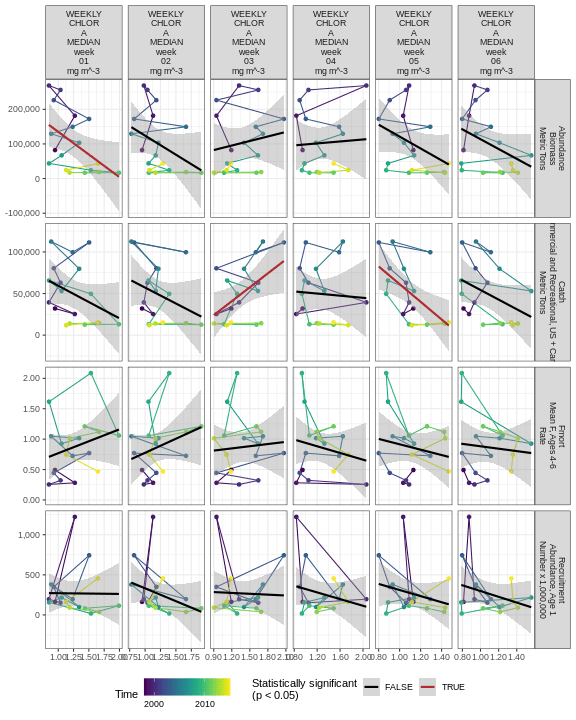 WEEKLY WEEKLY WEEKLY WEEKLY WEEKLY WEEKLY
CHLOR CHLOR CHLOR CHLOR CHLOR CHLOR
A A A A A A
MEDIAN MEDIAN MEDIAN MEDIAN MEDIAN MEDIAN
week week week week week week
01 02 03 04 05 06
mg m^-3 mg m^-3 mg m^-3 mg m^-3 mg m^-3 mg m^-3
200,000
100,000
0
-100,000
Abundance
Biomass
Metric Tons
100,000
50,000
0
Catch
mmercial and Recreational, US + Can
Metric Tons
2.00
1.50
1.00
0.50
0.00
Fmort
Mean F, Ages 4-6
Rate
1,000
500
0
Recruitment
Abundance, Age 1
Number x 1,000,000
1.00 1.25 1.50 1.75 2.00
0.75 1.00 1.25 1.50 1.75
0.90 1.20 1.50 1.80 2.10
0.80 1.20 1.60 2.00
0.80 1.00 1.20 1.40
0.80 1.00 1.20 1.40
Time
2000 2010
Statistically significant
(p < 0.05)
FALSE TRUE